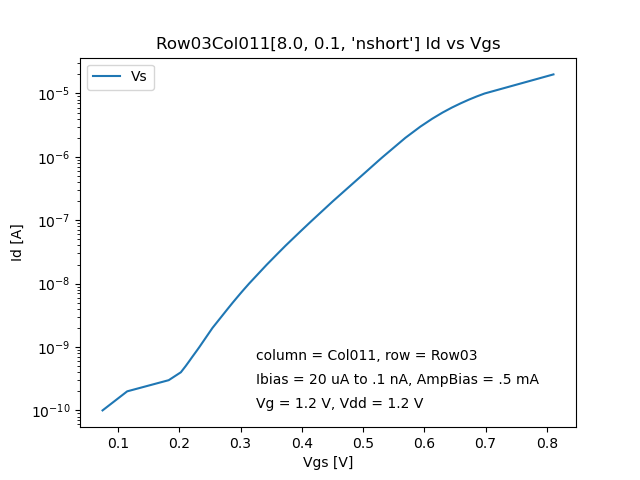 Row03Col011[8.0, 0.1, 'nshort'] Id vs Vgs
Vs
10⁻⁵
10⁻⁶
10⁻⁷
10⁻⁸
10⁻⁹
10⁻¹⁰
Id [A]
column = Col011, row = Row03
Ibias = 20 uA to .1 nA, AmpBias = .5 mA
Vg = 1.2 V, Vdd = 1.2 V
0.1 0.2 0.3 0.4 0.5 0.6 0.7 0.8
Vgs [V]